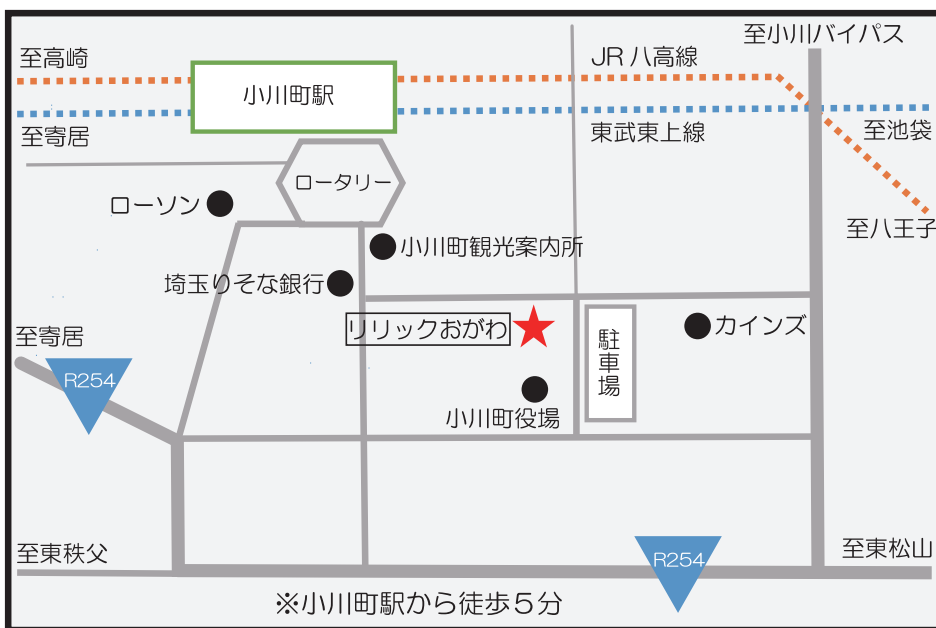 至小川バイパス
至高崎
JR八高線
小川町駅
至寄居
東武東上線
至池袋
ロータリー
ローソン
至八王子
小川町観光案内所
埼玉りそな銀行
至寄居
リリックおがわ
駐車場
カインズ
R254
小川町役場
至東秩父
至東松山
R254
※小川町駅から徒歩5分